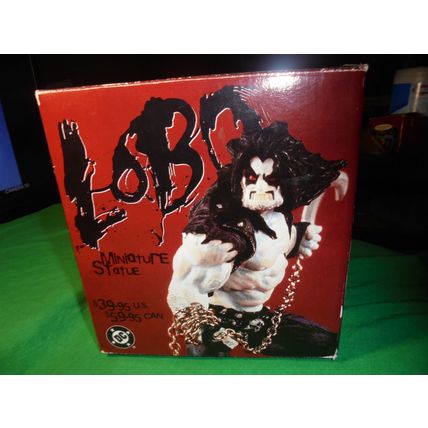 LOBO
Miniature
Statue
$39.95 U.S.
$59.95 CAN
DC